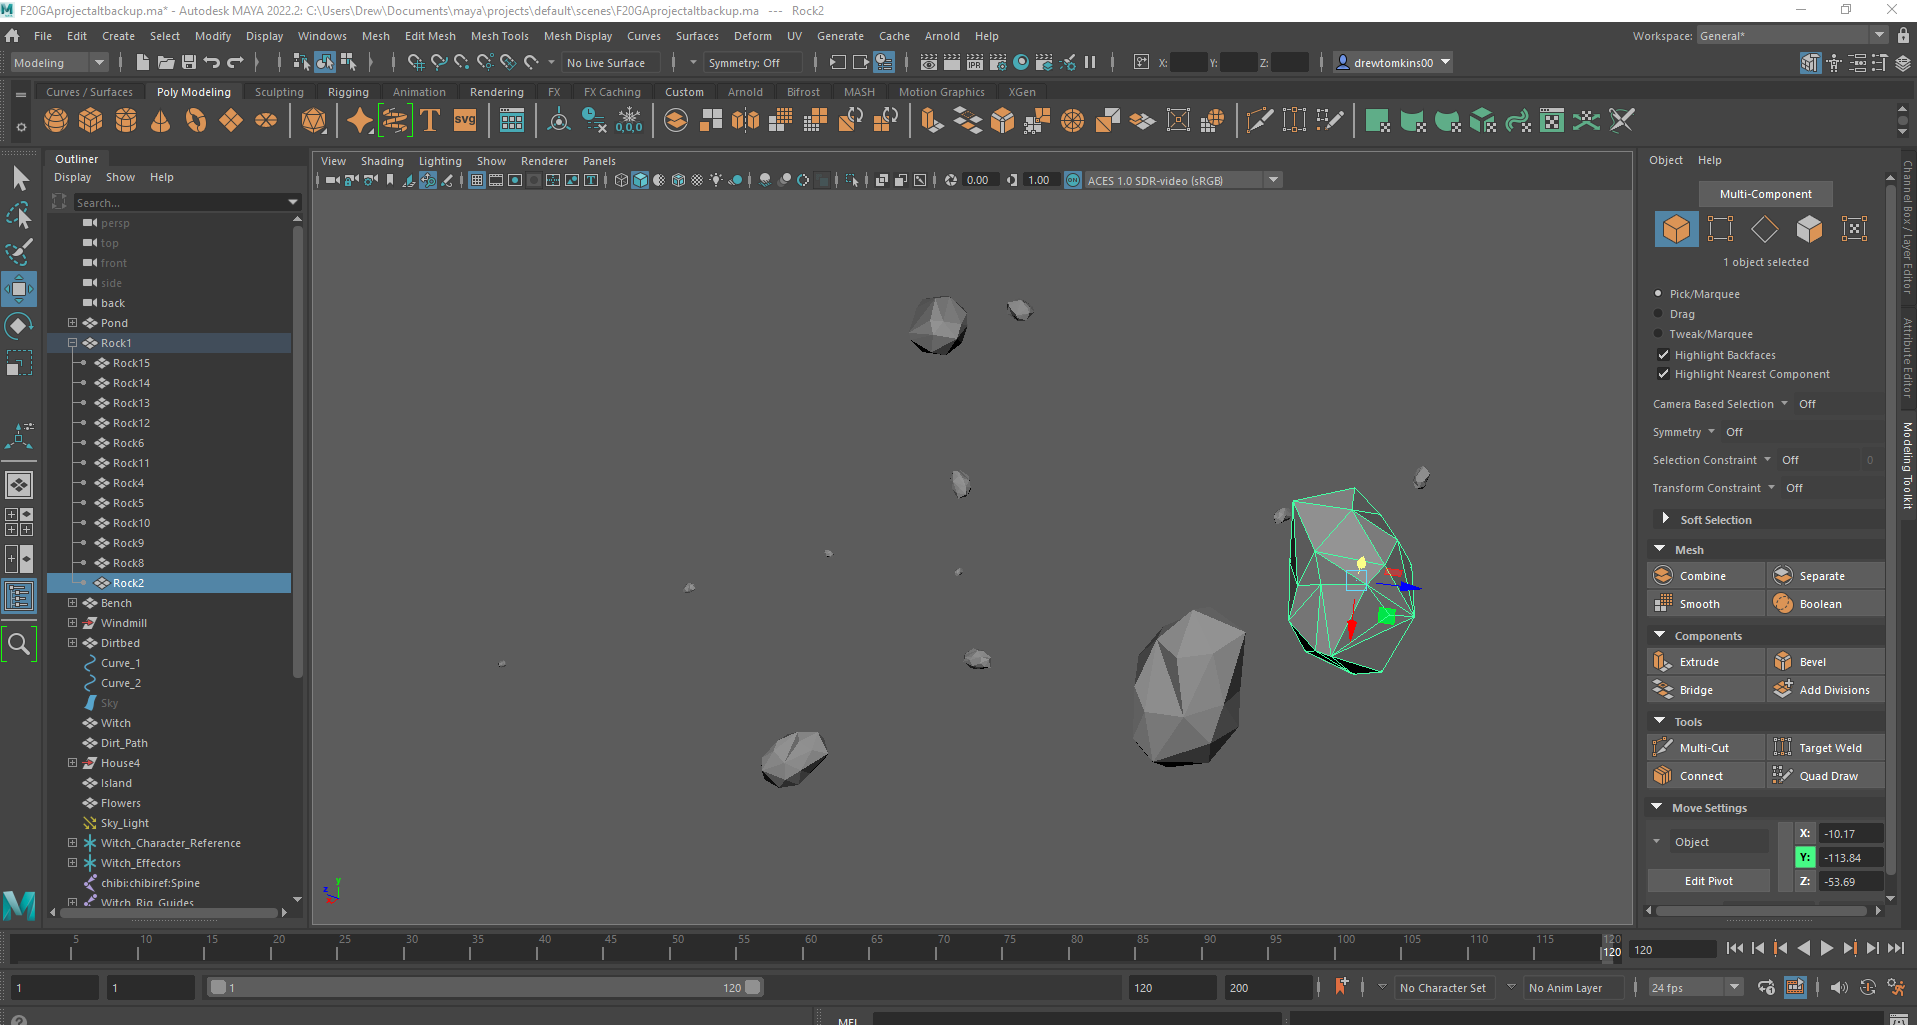 F20GAprojectaltbackup.ma* - Autodesk MAYA 2022.2: C:\Users\Drew\Documents\maya\projects\default\scenes\F20GAprojectaltbackup.ma --- Rock2
File Edit Create Select Modify Display Windows Mesh Edit Mesh Mesh Tools Mesh Display Curves Surfaces Deform UV Generate Cache Arnold Help Workspace: General*
Modeling No Live Surface Symmetry: Off IPR X: Y: Z: drewtomkins00
Curves / Surfaces Poly Modeling Sculpting Rigging Animation Rendering FX FX Caching Custom Arnold Bifrost MASH Motion Graphics XGen
T SVG 0,0,0
Outliner
Display Show Help
Search...
persp
top
front
side
back
Pond
Rock1
Rock15
Rock14
Rock13
Rock12
Rock6
Rock11
Rock4
Rock5
Rock10
Rock9
Rock8
Rock2
Bench
Windmill
Dirtbed
Curve_1
Curve_2
Sky
Witch
Dirt_Path
House4
Island
Flowers
Sky_Light
Witch_Character_Reference
Witch_Effectors
chibi:chibiref:Spine
Witch_Rig_Guides
View Shading Lighting Show Renderer Panels
0.00 1.00 ON ACES 1.0 SDR-video (sRGB)
y
z
x
Object Help
Multi-Component
1 object selected
Pick/Marquee
Drag
Tweak/Marquee
Highlight Backfaces
Highlight Nearest Component
Camera Based Selection Off
Symmetry Off
Selection Constraint Off 0
Transform Constraint Off
Soft Selection
Mesh
Combine Separate
Smooth Boolean
Components
Extrude Bevel
Bridge Add Divisions
Tools
Multi-Cut Target Weld
Connect Quad Draw
Move Settings
Object X: -10.17
Y: -113.84
Edit Pivot Z: -53.69
Channel Box / Layer Editor
Attribute Editor
Modeling Toolkit
5 10 15 20 25 30 35 40 45 50 55 60 65 70 75 80 85 90 95 100 105 110 115 120
120 120
1 1 1 120 120 200 No Character Set No Anim Layer 24 fps
MEL